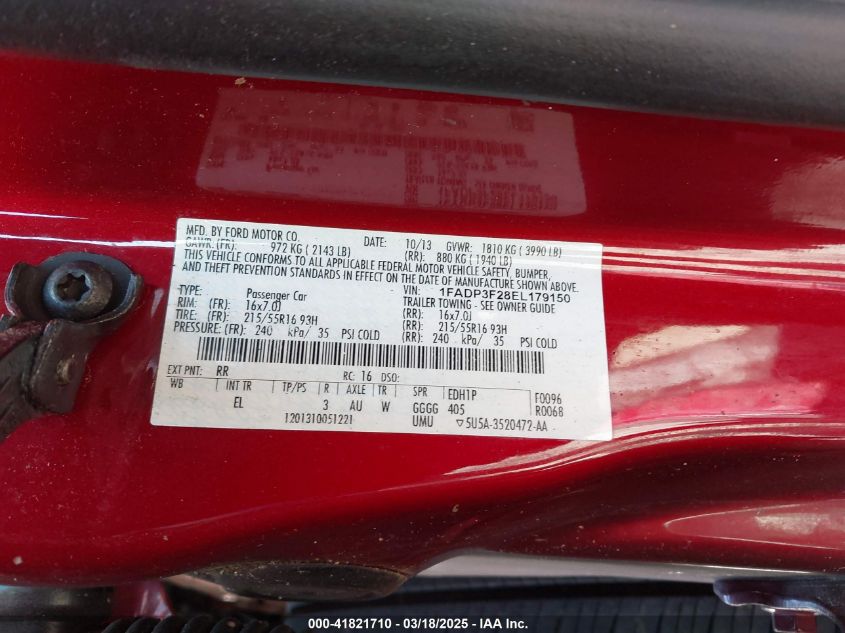 MFD. BY FORD MOTOR CO. DATE: 10/13 GVWR: 1810 KG ( 3990 LB)
GAWR: (FR): 972 KG ( 2143 LB) (RR): 880 KG ( 1940 LB)
THIS VEHICLE CONFORMS TO ALL APPLICABLE FEDERAL MOTOR VEHICLE SAFETY, BUMPER,
AND THEFT PREVENTION STANDARDS IN EFFECT ON THE DATE OF MANUFACTURE SHOWN ABOVE.
VIN: 1FADP3F28EL179150
TYPE: Passenger Car TRAILER TOWING - SEE OWNER GUIDE
RIM: (FR): 16x7.0J (RR): 16x7.0J
TIRE: (FR): 215/55R16 93H (RR): 215/55R16 93H
PRESSURE: (FR): 240 kPa/ 35 PSI COLD (RR): 240 kPa/ 35 PSI COLD
EXT PNT: RR RC: 16 DSO:
WB INT TR TP/PS R AXLE TR SPR EDH1P F0096
EL 3 AU W GGGG 405 R0068
1201310051221 UMU ▽5U5A-3520472-AA
000-41821710 - 03/18/2025 - IAA, Inc.